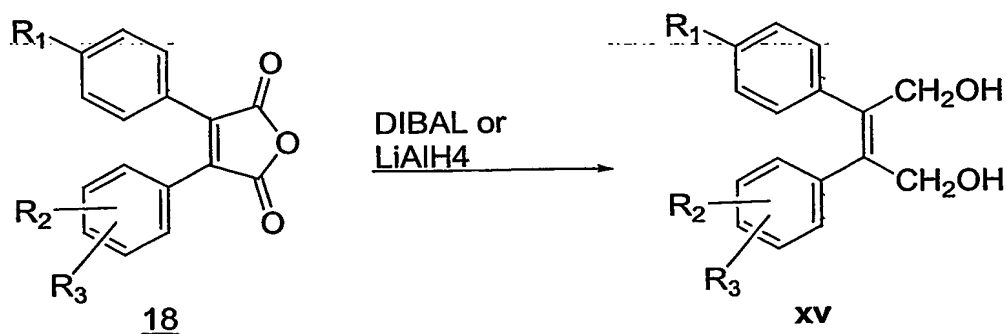 R1
R1
O
CH2OH
DIBAL or
LiAlH4
O
O
CH2OH
R2
R2
R3
R3
18
xv